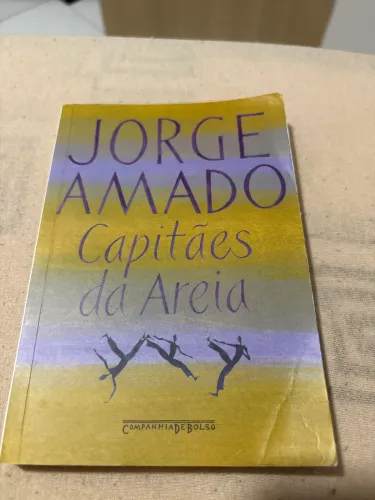 JORGE
AMADO
Capitães
da Areia
COMPANHIA DE BOLSO